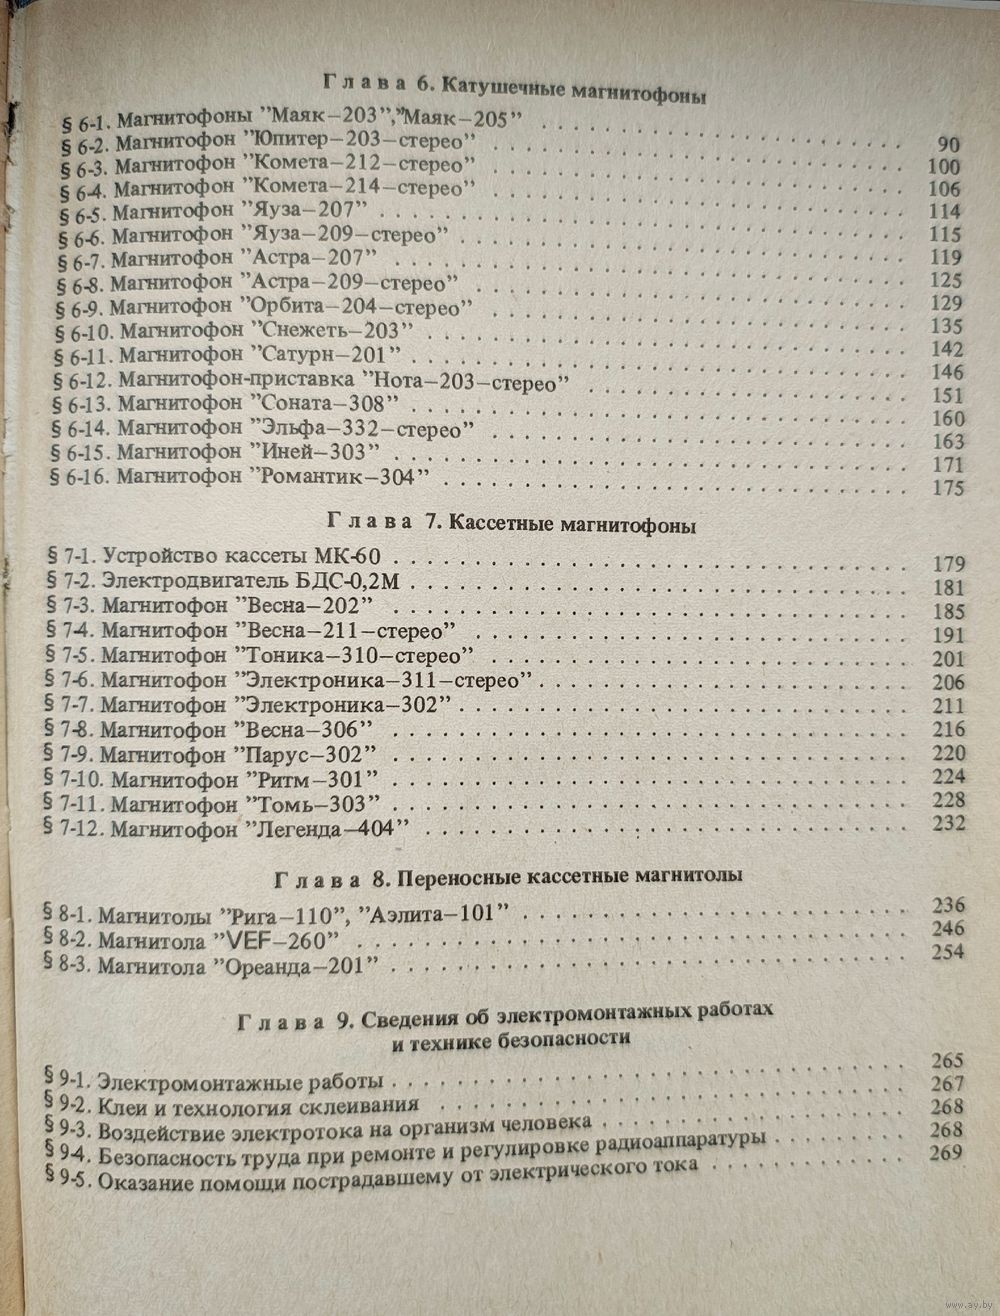 Глава 6. Катушечные магнитофоны
§ 6-1. Магнитофоны ”Маяк—203”,”Маяк—205” . . . . . . . . . . 90
§ 6-2. Магнитофон ”Юпитер—203—стерео” . . . . . . . . . . 100
§ 6-3. Магнитофон ”Комета—212—стерео” . . . . . . . . . . 106
§ 6-4. Магнитофон ”Комета—214—стерео” . . . . . . . . . . 114
§ 6-5. Магнитофон ”Яуза—207” . . . . . . . . . . 115
§ 6-6. Магнитофон ”Яуза—209—стерео” . . . . . . . . . . 119
§ 6-7. Магнитофон ”Астра—207” . . . . . . . . . . 125
§ 6-8. Магнитофон ”Астра—209—стерео” . . . . . . . . . . 129
§ 6-9. Магнитофон ”Орбита—204—стерео” . . . . . . . . . . 135
§ 6-10. Магнитофон ”Снежеть—203” . . . . . . . . . . 142
§ 6-11. Магнитофон ”Сатурн—201” . . . . . . . . . . 146
§ 6-12. Магнитофон-приставка ”Нота—203—стерео” . . . . . . . . . . 151
§ 6-13. Магнитофон ”Соната—308” . . . . . . . . . . 160
§ 6-14. Магнитофон ”Эльфа—332—стерео” . . . . . . . . . . 163
§ 6-15. Магнитофон ”Иней—303” . . . . . . . . . . 171
§ 6-16. Магнитофон ”Романтик—304” . . . . . . . . . . 175
Глава 7. Кассетные магнитофоны
§ 7-1. Устройство кассеты МК-60 . . . . . . . . . . 179
§ 7-2. Электродвигатель БДС-0,2М . . . . . . . . . . 181
§ 7-3. Магнитофон ”Весна—202” . . . . . . . . . . 185
§ 7-4. Магнитофон ”Весна—211—стерео” . . . . . . . . . . 191
§ 7-5. Магнитофон ”Тоника—310—стерео” . . . . . . . . . . 201
§ 7-6. Магнитофон ”Электроника—311—стерео” . . . . . . . . . . 206
§ 7-7. Магнитофон ”Электроника—302” . . . . . . . . . . 211
§ 7-8. Магнитофон ”Весна—306” . . . . . . . . . . 216
§ 7-9. Магнитофон ”Парус—302” . . . . . . . . . . 220
§ 7-10. Магнитофон ”Ритм—301” . . . . . . . . . . 224
§ 7-11. Магнитофон ”Томь—303” . . . . . . . . . . 228
§ 7-12. Магнитофон ”Легенда—404” . . . . . . . . . . 232
Глава 8. Переносные кассетные магнитолы
§ 8-1. Магнитолы ”Рига—110”, ”Аэлита—101” . . . . . . . . . . 236
§ 8-2. Магнитола ”VEF—260” . . . . . . . . . . 246
§ 8-3. Магнитола ”Ореанда—201” . . . . . . . . . . 254
Глава 9. Сведения об электромонтажных работах
и технике безопасности
§ 9-1. Электромонтажные работы . . . . . . . . . . 265
§ 9-2. Клеи и технология склеивания . . . . . . . . . . 267
§ 9-3. Воздействие электротока на организм человека . . . . . . . . . . 268
§ 9-4. Безопасность труда при ремонте и регулировке радиоаппаратуры . . . . . . . . 268
§ 9-5. Оказание помощи пострадавшему от электрического тока . . . . . . . . . . 269
www.ay.by